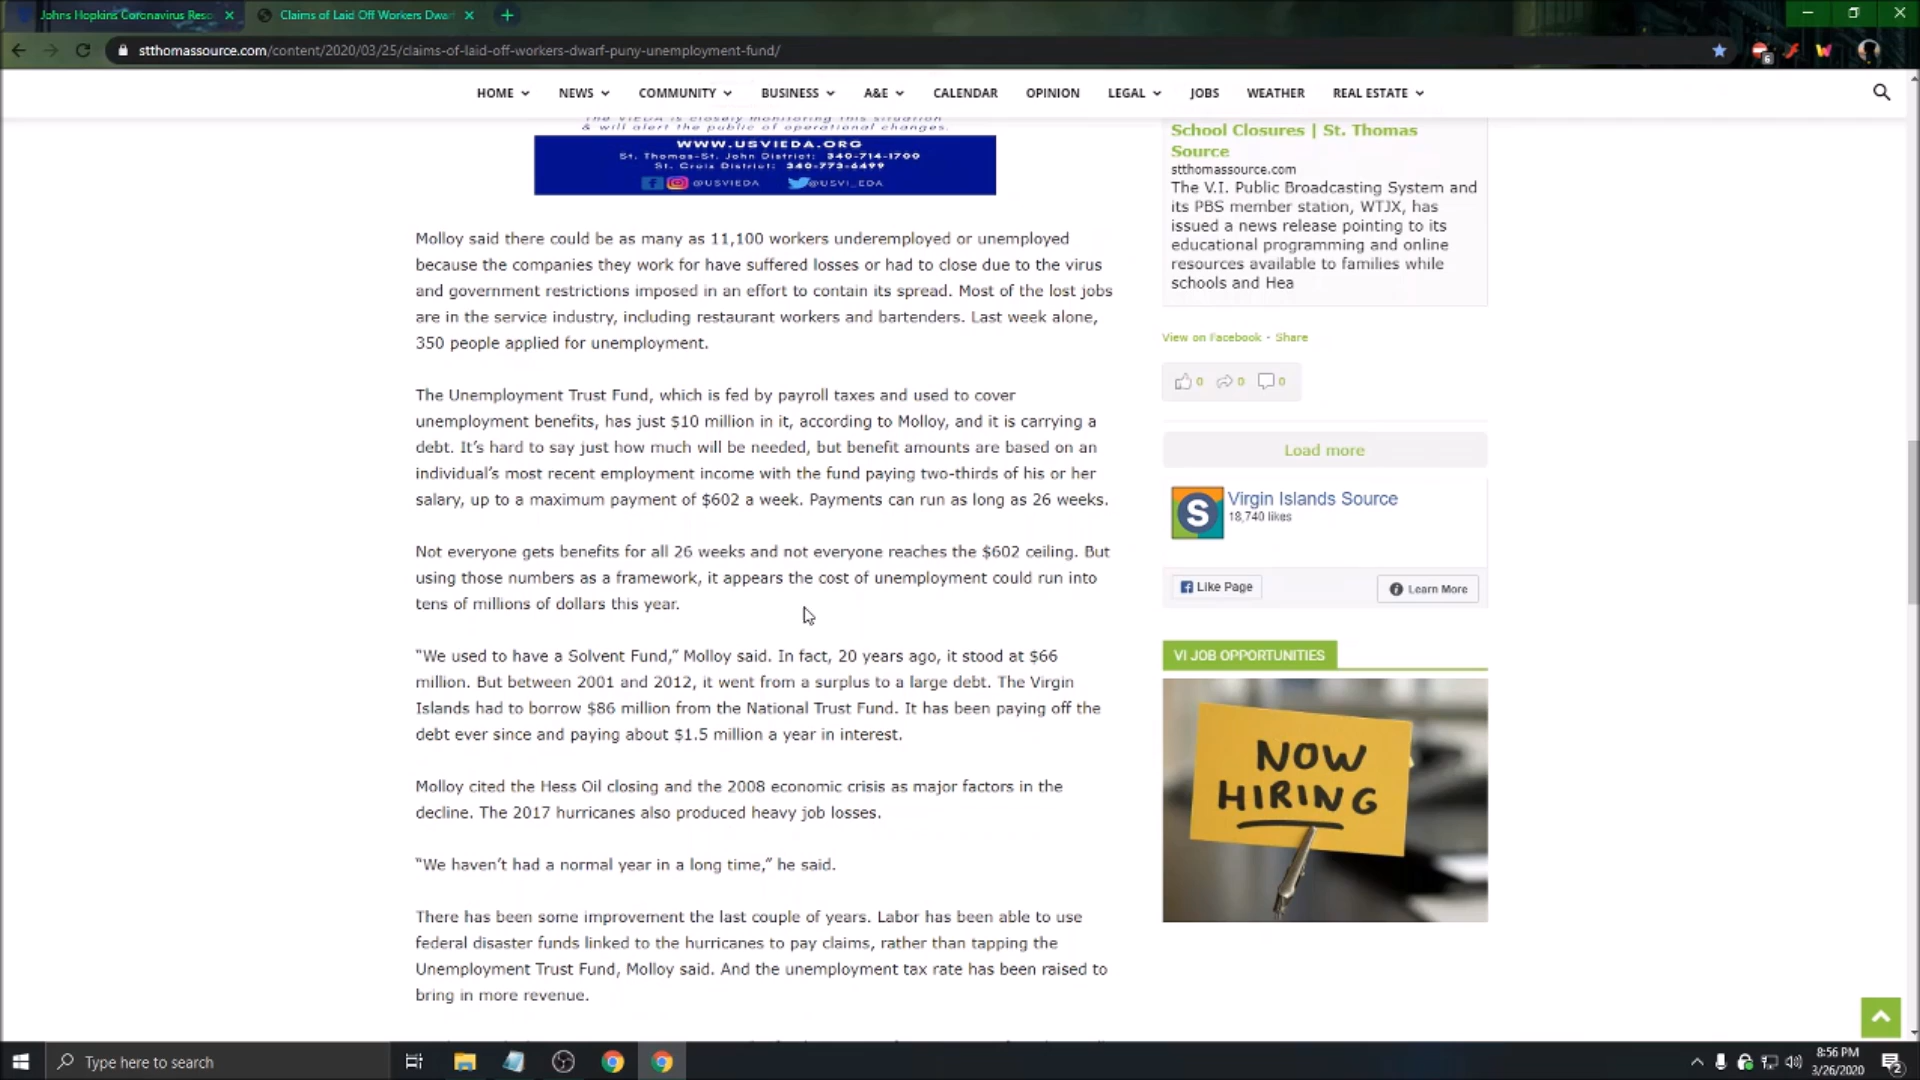 Johns Hopkins Coronavirus Reso
Claims of Laid Off Workers Dwarf
stthomassource.com/content/2020/03/25/claims-of-laid-off-workers-dwarf-puny-unemployment-fund/
6
HOME NEWS COMMUNITY BUSINESS A&E CALENDAR OPINION LEGAL JOBS WEATHER REAL ESTATE
The VIEDA is closely monitoring this situation
& will alert the public of operational changes.
WWW.USVIEDA.ORG
St. Thomas-St. John District: 340-714-1700
St. Croix District: 340-773-6499
@USVIEDA @USVI_EDA
Molloy said there could be as many as 11,100 workers underemployed or unemployed
because the companies they work for have suffered losses or had to close due to the virus
and government restrictions imposed in an effort to contain its spread. Most of the lost jobs
are in the service industry, including restaurant workers and bartenders. Last week alone,
350 people applied for unemployment.
The Unemployment Trust Fund, which is fed by payroll taxes and used to cover
unemployment benefits, has just $10 million in it, according to Molloy, and it is carrying a
debt. It’s hard to say just how much will be needed, but benefit amounts are based on an
individual’s most recent employment income with the fund paying two-thirds of his or her
salary, up to a maximum payment of $602 a week. Payments can run as long as 26 weeks.
Not everyone gets benefits for all 26 weeks and not everyone reaches the $602 ceiling. But
using those numbers as a framework, it appears the cost of unemployment could run into
tens of millions of dollars this year.
“We used to have a Solvent Fund,” Molloy said. In fact, 20 years ago, it stood at $66
million. But between 2001 and 2012, it went from a surplus to a large debt. The Virgin
Islands had to borrow $86 million from the National Trust Fund. It has been paying off the
debt ever since and paying about $1.5 million a year in interest.
Molloy cited the Hess Oil closing and the 2008 economic crisis as major factors in the
decline. The 2017 hurricanes also produced heavy job losses.
“We haven’t had a normal year in a long time,” he said.
There has been some improvement the last couple of years. Labor has been able to use
federal disaster funds linked to the hurricanes to pay claims, rather than tapping the
Unemployment Trust Fund, Molloy said. And the unemployment tax rate has been raised to
bring in more revenue.
School Closures | St. Thomas
Source
stthomassource.com
The V.I. Public Broadcasting System and
its PBS member station, WTJX, has
issued a news release pointing to its
educational programming and online
resources available to families while
schools and Hea
View on Facebook · Share
0 0 0
Load more
S
Virgin Islands Source
18,740 likes
Like Page
Learn More
VI JOB OPPORTUNITIES
NOW
HIRING
Type here to search
8:56 PM
3/26/2020
2